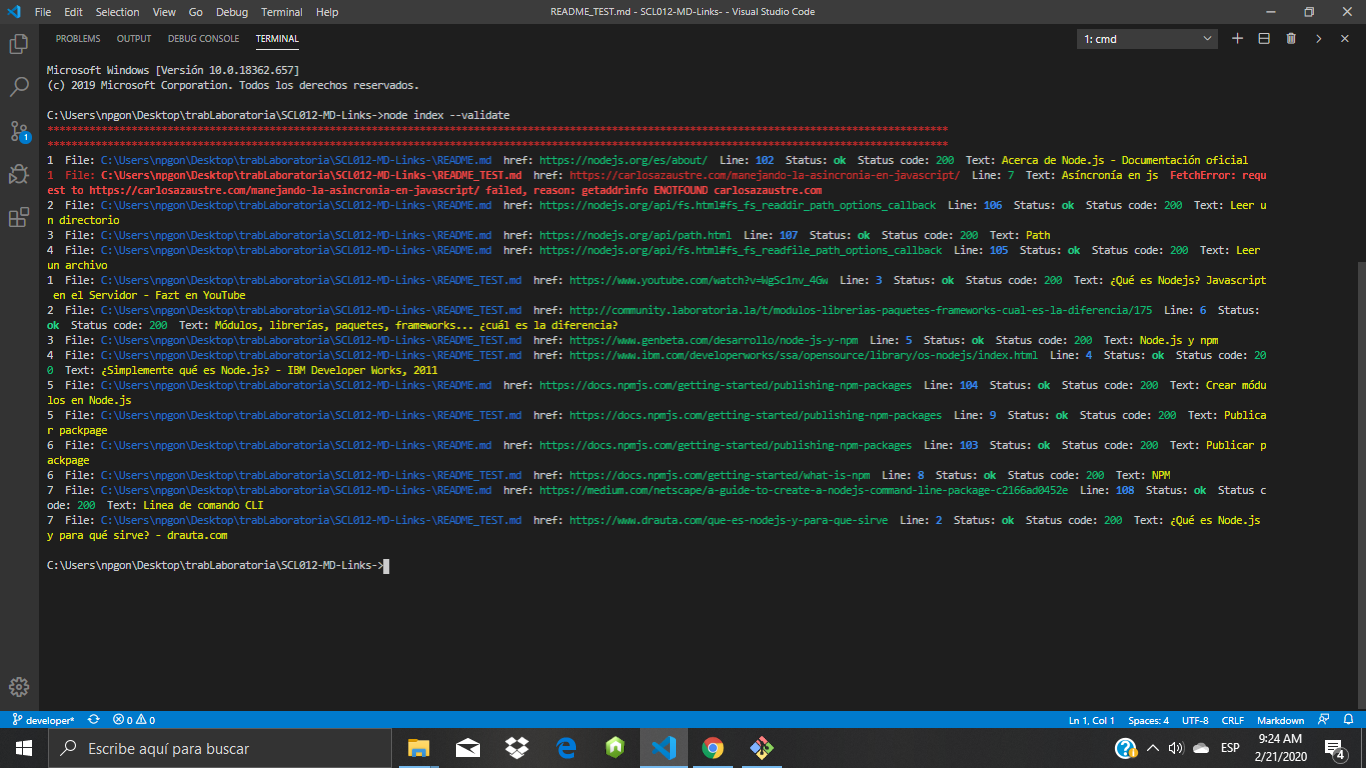 File Edit Selection View Go Debug Terminal Help README_TEST.md - SCL012-MD-Links- - Visual Studio Code
PROBLEMS OUTPUT DEBUG CONSOLE TERMINAL 1: cmd
Microsoft Windows [Versión 10.0.18362.657]
(c) 2019 Microsoft Corporation. Todos los derechos reservados.
C:\Users\npgon\Desktop\trabLaboratoria\SCL012-MD-Links->node index --validate
******************************************************************************************************************************************************
******************************************************************************************************************************************************
1 File: C:\Users\npgon\Desktop\trabLaboratoria\SCL012-MD-Links-\README.md href: https://nodejs.org/es/about/ Line: 102 Status: ok Status code: 200 Text: Acerca de Node.js - Documentación oficial
1 File: C:\Users\npgon\Desktop\trabLaboratoria\SCL012-MD-Links-\README_TEST.md href: https://carlosazaustre.com/manejando-la-asincronia-en-javascript/ Line: 7 Text: Asíncronía en js FetchError: requ
est to https://carlosazaustre.com/manejando-la-asincronia-en-javascript/ failed, reason: getaddrinfo ENOTFOUND carlosazaustre.com
2 File: C:\Users\npgon\Desktop\trabLaboratoria\SCL012-MD-Links-\README.md href: https://nodejs.org/api/fs.html#fs_fs_readdir_path_options_callback Line: 106 Status: ok Status code: 200 Text: Leer u
n directorio
3 File: C:\Users\npgon\Desktop\trabLaboratoria\SCL012-MD-Links-\README.md href: https://nodejs.org/api/path.html Line: 107 Status: ok Status code: 200 Text: Path
4 File: C:\Users\npgon\Desktop\trabLaboratoria\SCL012-MD-Links-\README.md href: https://nodejs.org/api/fs.html#fs_fs_readfile_path_options_callback Line: 105 Status: ok Status code: 200 Text: Leer
un archivo
1 File: C:\Users\npgon\Desktop\trabLaboratoria\SCL012-MD-Links-\README_TEST.md href: https://www.youtube.com/watch?v=WgSc1nv_4Gw Line: 3 Status: ok Status code: 200 Text: ¿Qué es Nodejs? Javascript
en el Servidor - Fazt en YouTube
2 File: C:\Users\npgon\Desktop\trabLaboratoria\SCL012-MD-Links-\README_TEST.md href: http://community.laboratoria.la/t/modulos-librerias-paquetes-frameworks-cual-es-la-diferencia/175 Line: 6 Status:
ok Status code: 200 Text: Módulos, librerías, paquetes, frameworks... ¿cuál es la diferencia?
3 File: C:\Users\npgon\Desktop\trabLaboratoria\SCL012-MD-Links-\README_TEST.md href: https://www.genbeta.com/desarrollo/node-js-y-npm Line: 5 Status: ok Status code: 200 Text: Node.js y npm
4 File: C:\Users\npgon\Desktop\trabLaboratoria\SCL012-MD-Links-\README_TEST.md href: https://www.ibm.com/developerworks/ssa/opensource/library/os-nodejs/index.html Line: 4 Status: ok Status code: 20
0 Text: ¿Simplemente qué es Node.js? - IBM Developer Works, 2011
5 File: C:\Users\npgon\Desktop\trabLaboratoria\SCL012-MD-Links-\README.md href: https://docs.npmjs.com/getting-started/publishing-npm-packages Line: 104 Status: ok Status code: 200 Text: Crear módu
los en Node.js
5 File: C:\Users\npgon\Desktop\trabLaboratoria\SCL012-MD-Links-\README_TEST.md href: https://docs.npmjs.com/getting-started/publishing-npm-packages Line: 9 Status: ok Status code: 200 Text: Publica
r packpage
6 File: C:\Users\npgon\Desktop\trabLaboratoria\SCL012-MD-Links-\README.md href: https://docs.npmjs.com/getting-started/publishing-npm-packages Line: 103 Status: ok Status code: 200 Text: Publicar p
ackpage
6 File: C:\Users\npgon\Desktop\trabLaboratoria\SCL012-MD-Links-\README_TEST.md href: https://docs.npmjs.com/getting-started/what-is-npm Line: 8 Status: ok Status code: 200 Text: NPM
7 File: C:\Users\npgon\Desktop\trabLaboratoria\SCL012-MD-Links-\README.md href: https://medium.com/netscape/a-guide-to-create-a-nodejs-command-line-package-c2166ad0452e Line: 108 Status: ok Status c
ode: 200 Text: Linea de comando CLI
7 File: C:\Users\npgon\Desktop\trabLaboratoria\SCL012-MD-Links-\README_TEST.md href: https://www.drauta.com/que-es-nodejs-y-para-que-sirve Line: 2 Status: ok Status code: 200 Text: ¿Qué es Node.js
y para qué sirve? - drauta.com
C:\Users\npgon\Desktop\trabLaboratoria\SCL012-MD-Links->
1
developer* 0 0 Ln 1, Col 1 Spaces: 4 UTF-8 CRLF Markdown
Escribe aquí para buscar ESP 9:24 AM
2/21/2020 4